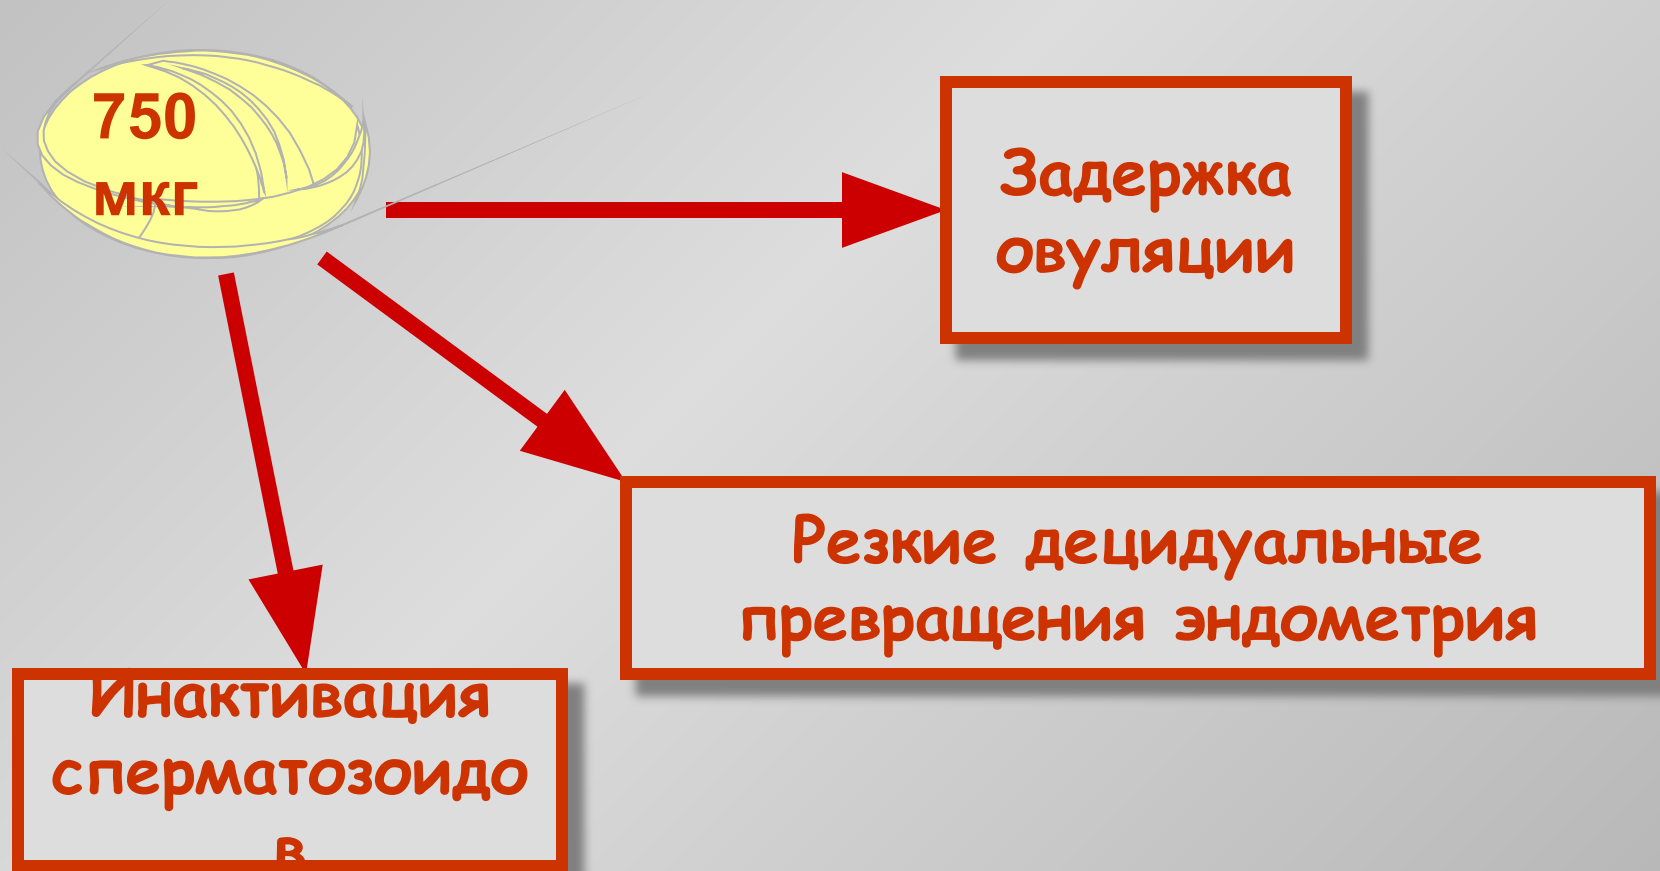 750
мкг
Задержка
овуляции
Резкие децидуальные
превращения эндометрия
Инактивация
сперматозоидо
в